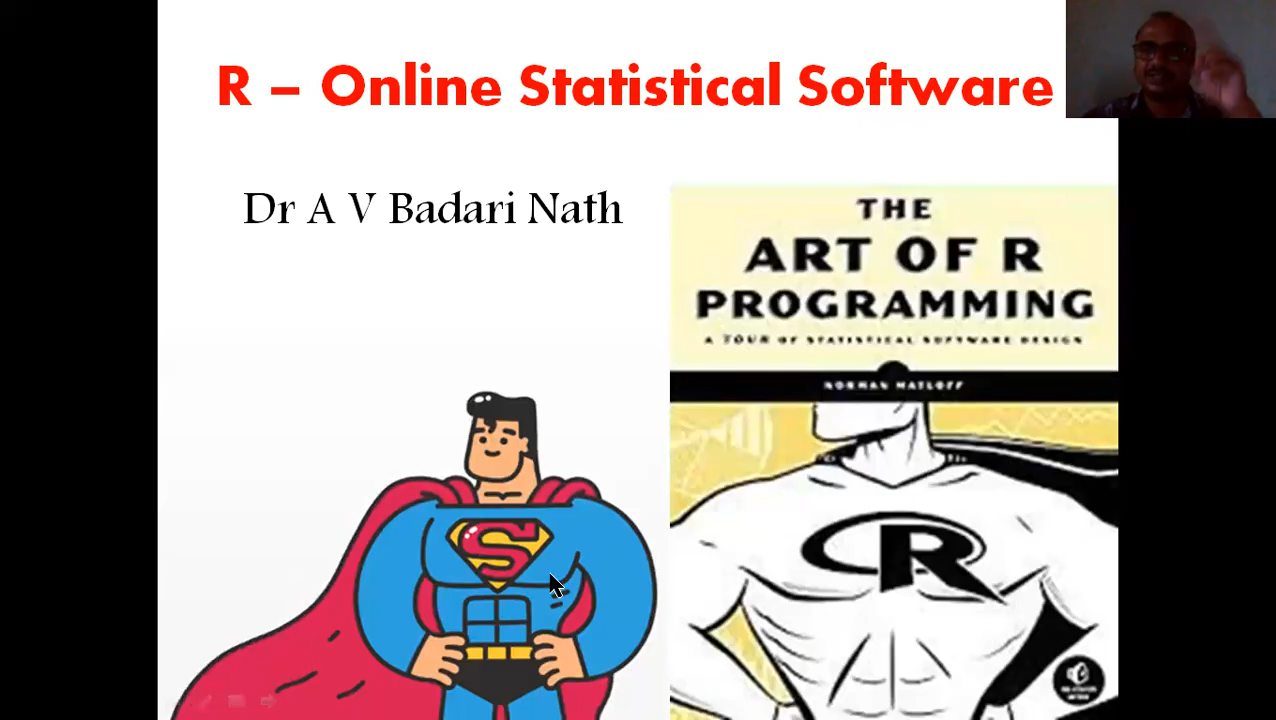 R – Online Statistical Software
Dr A V Badari Nath
THE
ART OF R
PROGRAMMING
A TOUR OF STATISTICAL SOFTWARE DESIGN
NORMAN MATLOFF
S
R